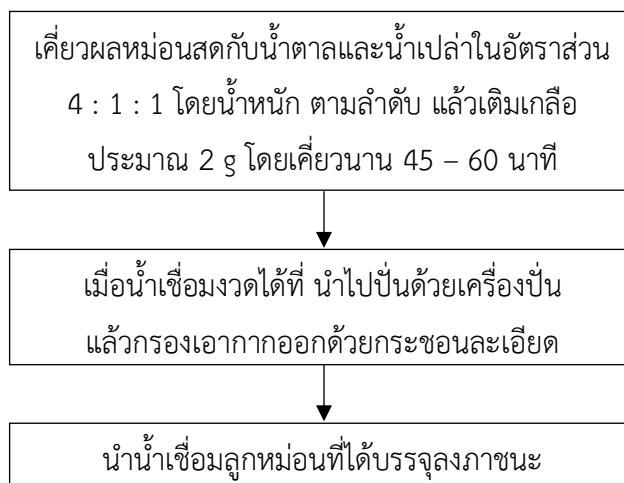 เคี่ยวผลหม่อนสดกับน้ำตาลและน้ำเปล่าในอัตราส่วน
4 : 1 : 1 โดยน้ำหนัก ตามลำดับ แล้วเติมเกลือ
ประมาณ 2 g โดยเคี่ยวนาน 45 – 60 นาที
เมื่อน้ำเชื่อมงวดได้ที่ นำไปปั่นด้วยเครื่องปั่น
แล้วกรองเอากากออกด้วยกระชอนละเอียด
นำน้ำเชื่อมลูกหม่อนที่ได้บรรจุลงภาชนะ